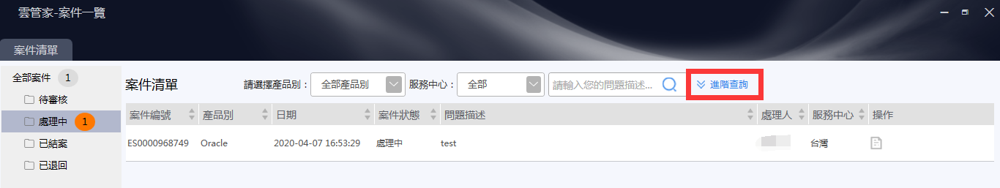 雲管家-案件一覽
案件清單
全部案件 1
待審核
處理中 1
已結案
已退回
案件清單 請選擇產品別： 全部產品別 服務中心： 全部 請輸入您的問題描述... 進階查詢
案件編號 產品別 日期 案件狀態 問題描述 處理人 服務中心 操作
ES0000968749 Oracle 2020-04-07 16:53:29 處理中 test 台灣